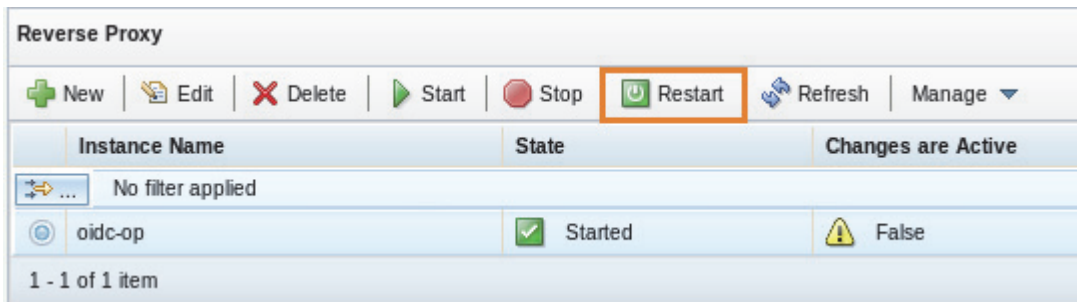 Reverse Proxy
New Edit Delete Start Stop Restart Refresh Manage
Instance Name State Changes are Active
... No filter applied
oidc-op Started False
1 - 1 of 1 item